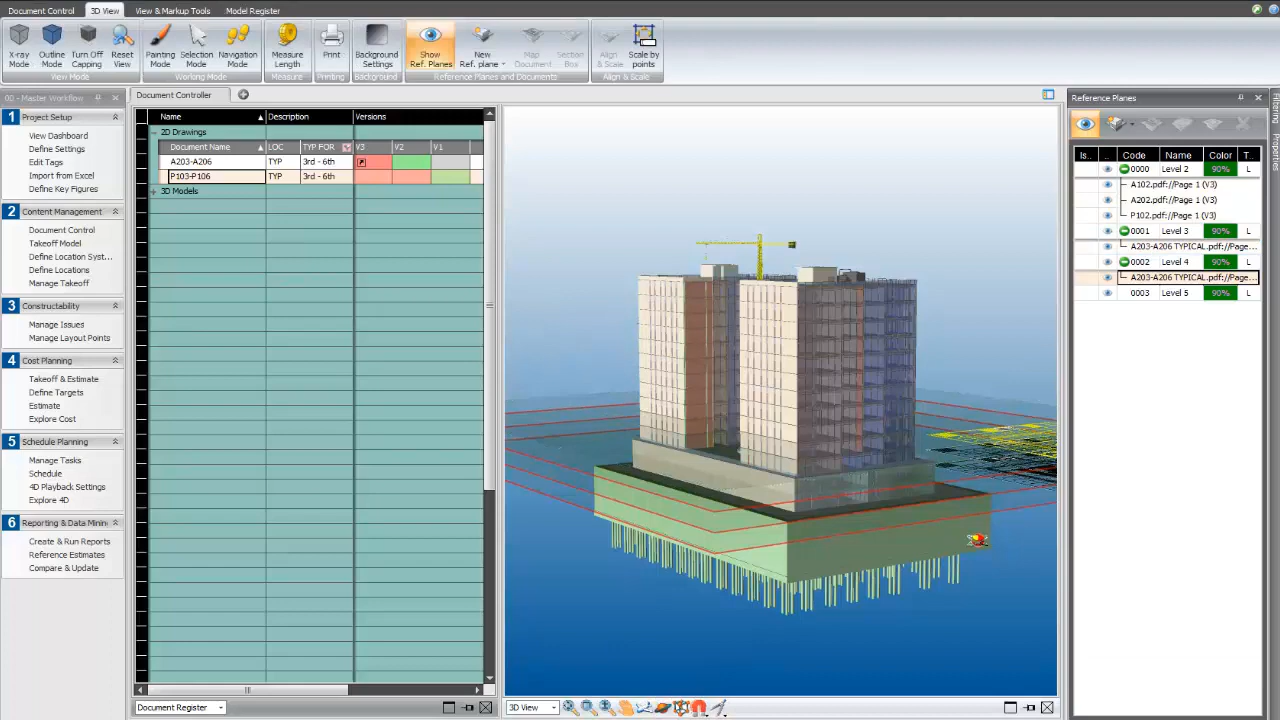 Document Control
3D View
View & Markup Tools
Model Register
X-ray Mode
Outline Mode
Turn Off Capping
Reset View
Painting Mode
Selection Mode
Navigation Mode
Measure Length
Print
Background Settings
Show Ref. Planes
New Ref. plane
Map Document
Section Box
Align & Scale
Scale by points
View Mode
Working Mode
Measure
Printing
Background
Reference Planes and Documents
Align & Scale
00 - Master Workflow
1 Project Setup
View Dashboard
Define Settings
Edit Tags
Import from Excel
Define Key Figures
2 Content Management
Document Control
Takeoff Model
Define Location Syst...
Define Locations
Manage Takeoff
3 Constructability
Manage Issues
Manage Layout Points
4 Cost Planning
Takeoff & Estimate
Define Targets
Estimate
Explore Cost
5 Schedule Planning
Manage Tasks
Schedule
4D Playback Settings
Explore 4D
6 Reporting & Data Minin
Create & Run Reports
Reference Estimates
Compare & Update
Document Controller
Name Description Versions
2D Drawings
Document Name LOC TYP FOR V3 V2 V1
A203-A206 TYP 3rd - 6th
P103-P106 TYP 3rd - 6th
3D Models
Document Register
3D View
Reference Planes
Is... .. Code Name Color T..
0000 Level 2 90% L
A102.pdf://Page 1 (V3)
A202.pdf://Page 1 (V3)
P102.pdf://Page 1 (V3)
0001 Level 3 90% L
A203-A206 TYPICAL.pdf://Page...
0002 Level 4 90% L
A203-A206 TYPICAL.pdf://Page...
0003 Level 5 90% L
Filtering
Properties